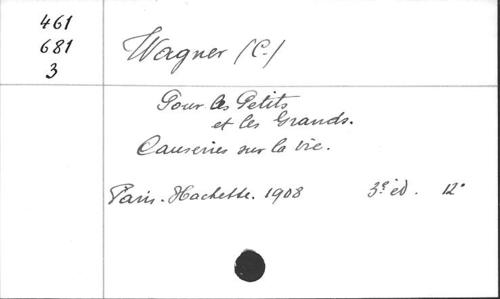 461
681
3
Wagner (C.)
Pour les Petits
et les Grands.
Causeries sur la vie.
Paris. Hachette. 1908 3e éd. 12°